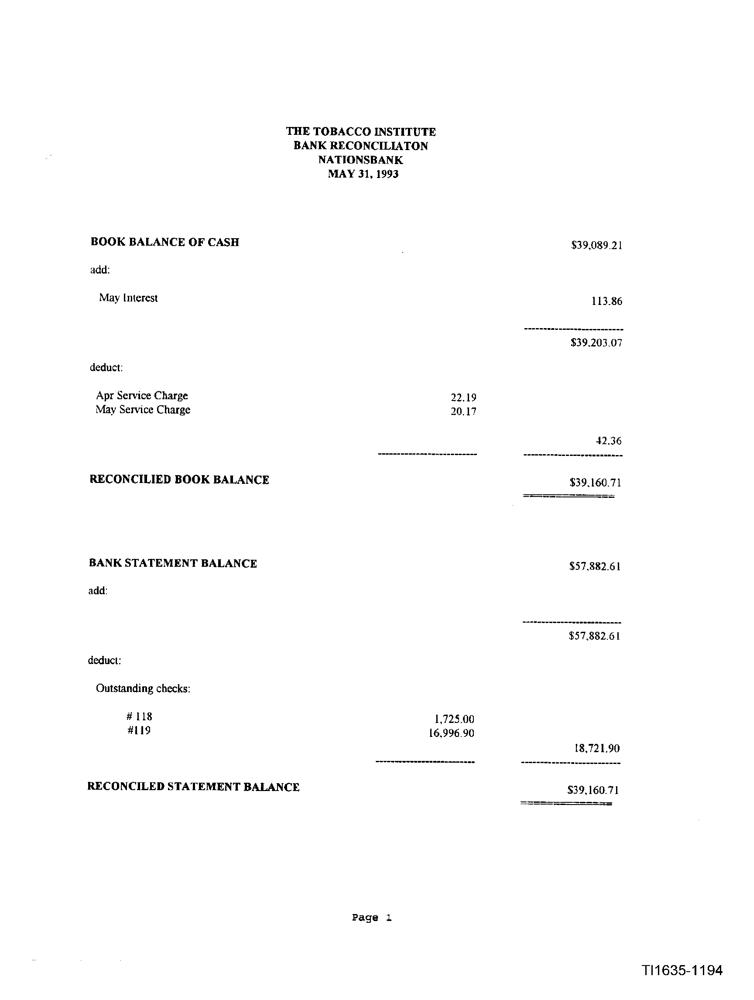 THE TOBACCO INSTITUTE
BANK RECONCILIATON
NATIONSBANK
MAY 31, 1993
BOOK BALANCE OF CASH $39,089.21
add:
May Interest 113.86
$39,203.07
deduct:
Apr Service Charge 22.19
May Service Charge 20.17
42.36
RECONCILIED BOOK BALANCE $39,160.71
BANK STATEMENT BALANCE $57,882.61
add:
$57,882.61
deduct:
Outstanding checks:
# 118 1,725.00
#119 16,996.90
18,721.90
RECONCILED STATEMENT BALANCE $39,160.71
Page 1
TI1635-1194